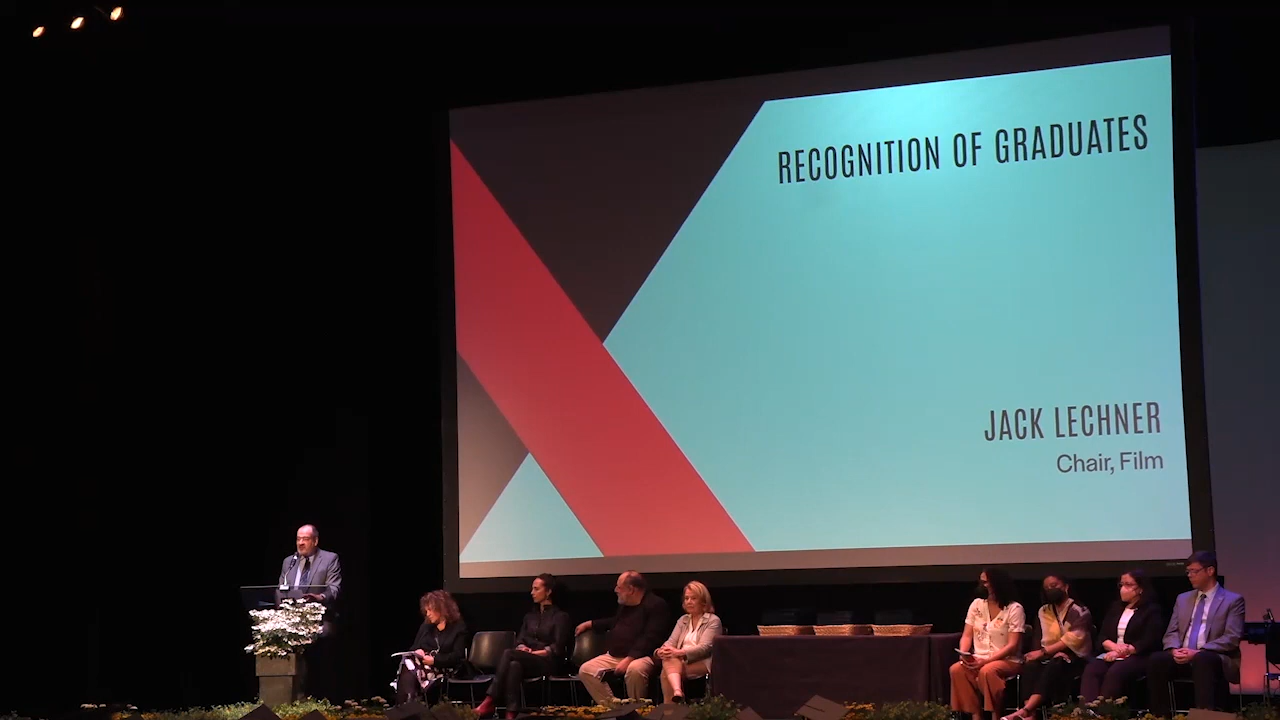 RECOGNITION OF GRADUATES
JACK LECHNER
Chair, Film